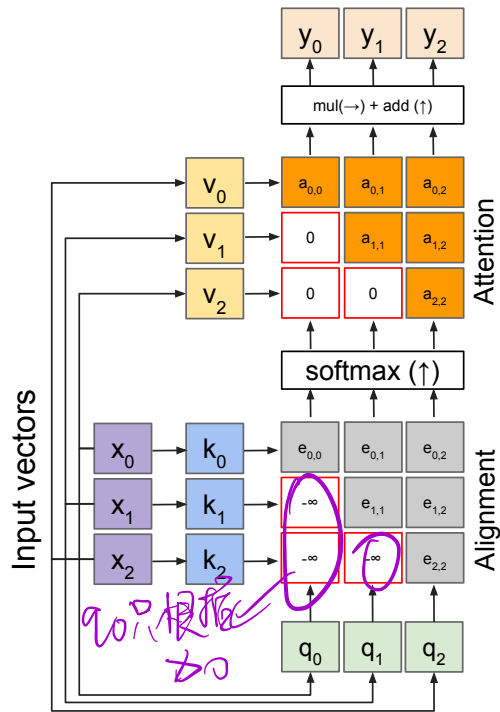 y0 y1 y2
mul(→) + add (↑)
v0 a0,0 a0,1 a0,2
v1 0 a1,1 a1,2
v2 0 0 a2,2
Attention
softmax (↑)
Input vectors
x0 k0 e0,0 e0,1 e0,2
x1 k1 -∞ e1,1 e1,2
x2 k2 -∞ -∞ e2,2
Alignment
q0只根据
q0 q1 q2